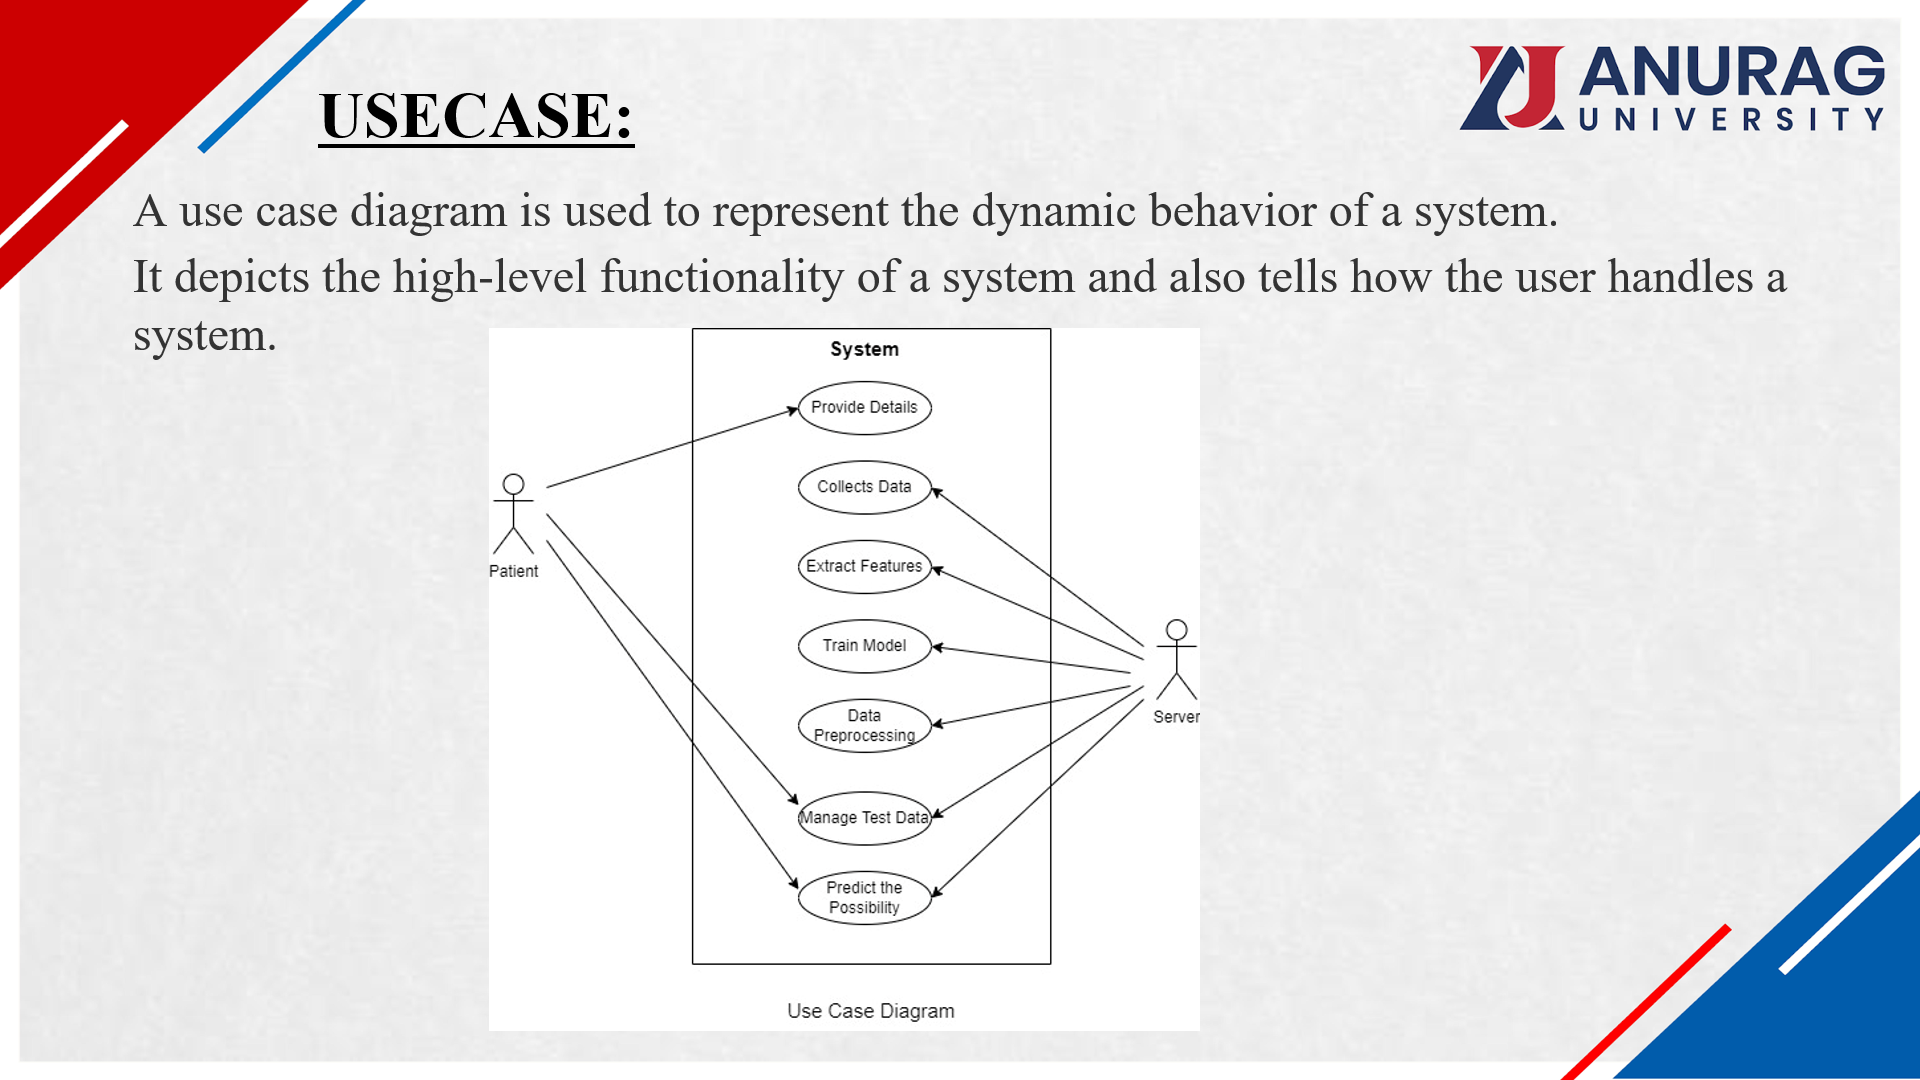 ANURAG
UNIVERSITY
USECASE:
A use case diagram is used to represent the dynamic behavior of a system.
It depicts the high-level functionality of a system and also tells how the user handles a
system.
System
Provide Details
Collects Data
Extract Features
Patient
Train Model
Server
Data
Preprocessing
Manage Test Data
Predict the
Possibility
Use Case Diagram